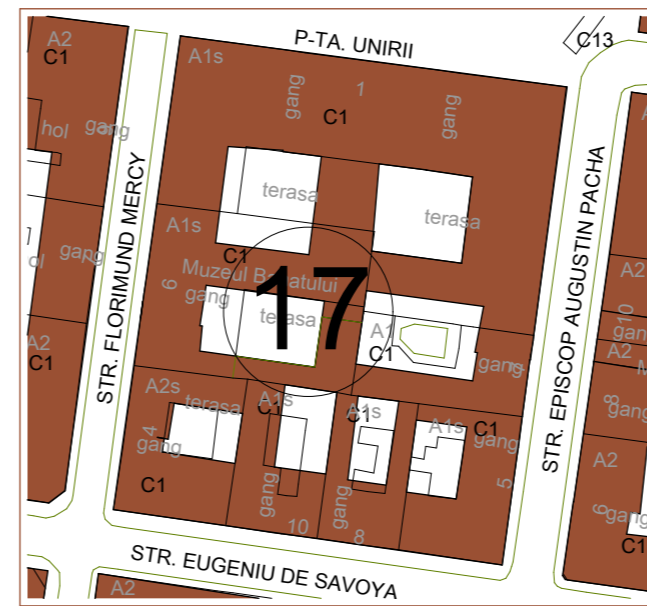 P-TA. UNIRII
C13
A2
C1
A1s
gang
1
gang
C1
hol
gang
terasa
terasa
STR. FLORIMUND MERCY
STR. EPISCOP AUGUSTIN PACHA
A1s
gang
C1
6
Muzeul Banatului
gang
17
terasa
A1
C1
gang
7
A2
10
gang
A2
A2
C1
A2s
terasa
4
gang
C1
A1s
C1
A1s
C1
A1s
C1
gang
gang
gang
5
10
8
8
gang
A2
6
gang
C1
STR. EUGENIU DE SAVOYA
A2